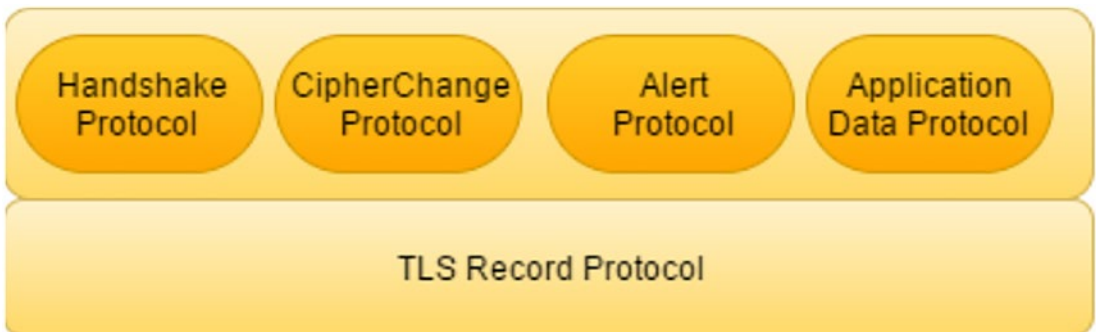 Handshake
Protocol
CipherChange
Protocol
Alert
Protocol
Application
Data Protocol
TLS Record Protocol